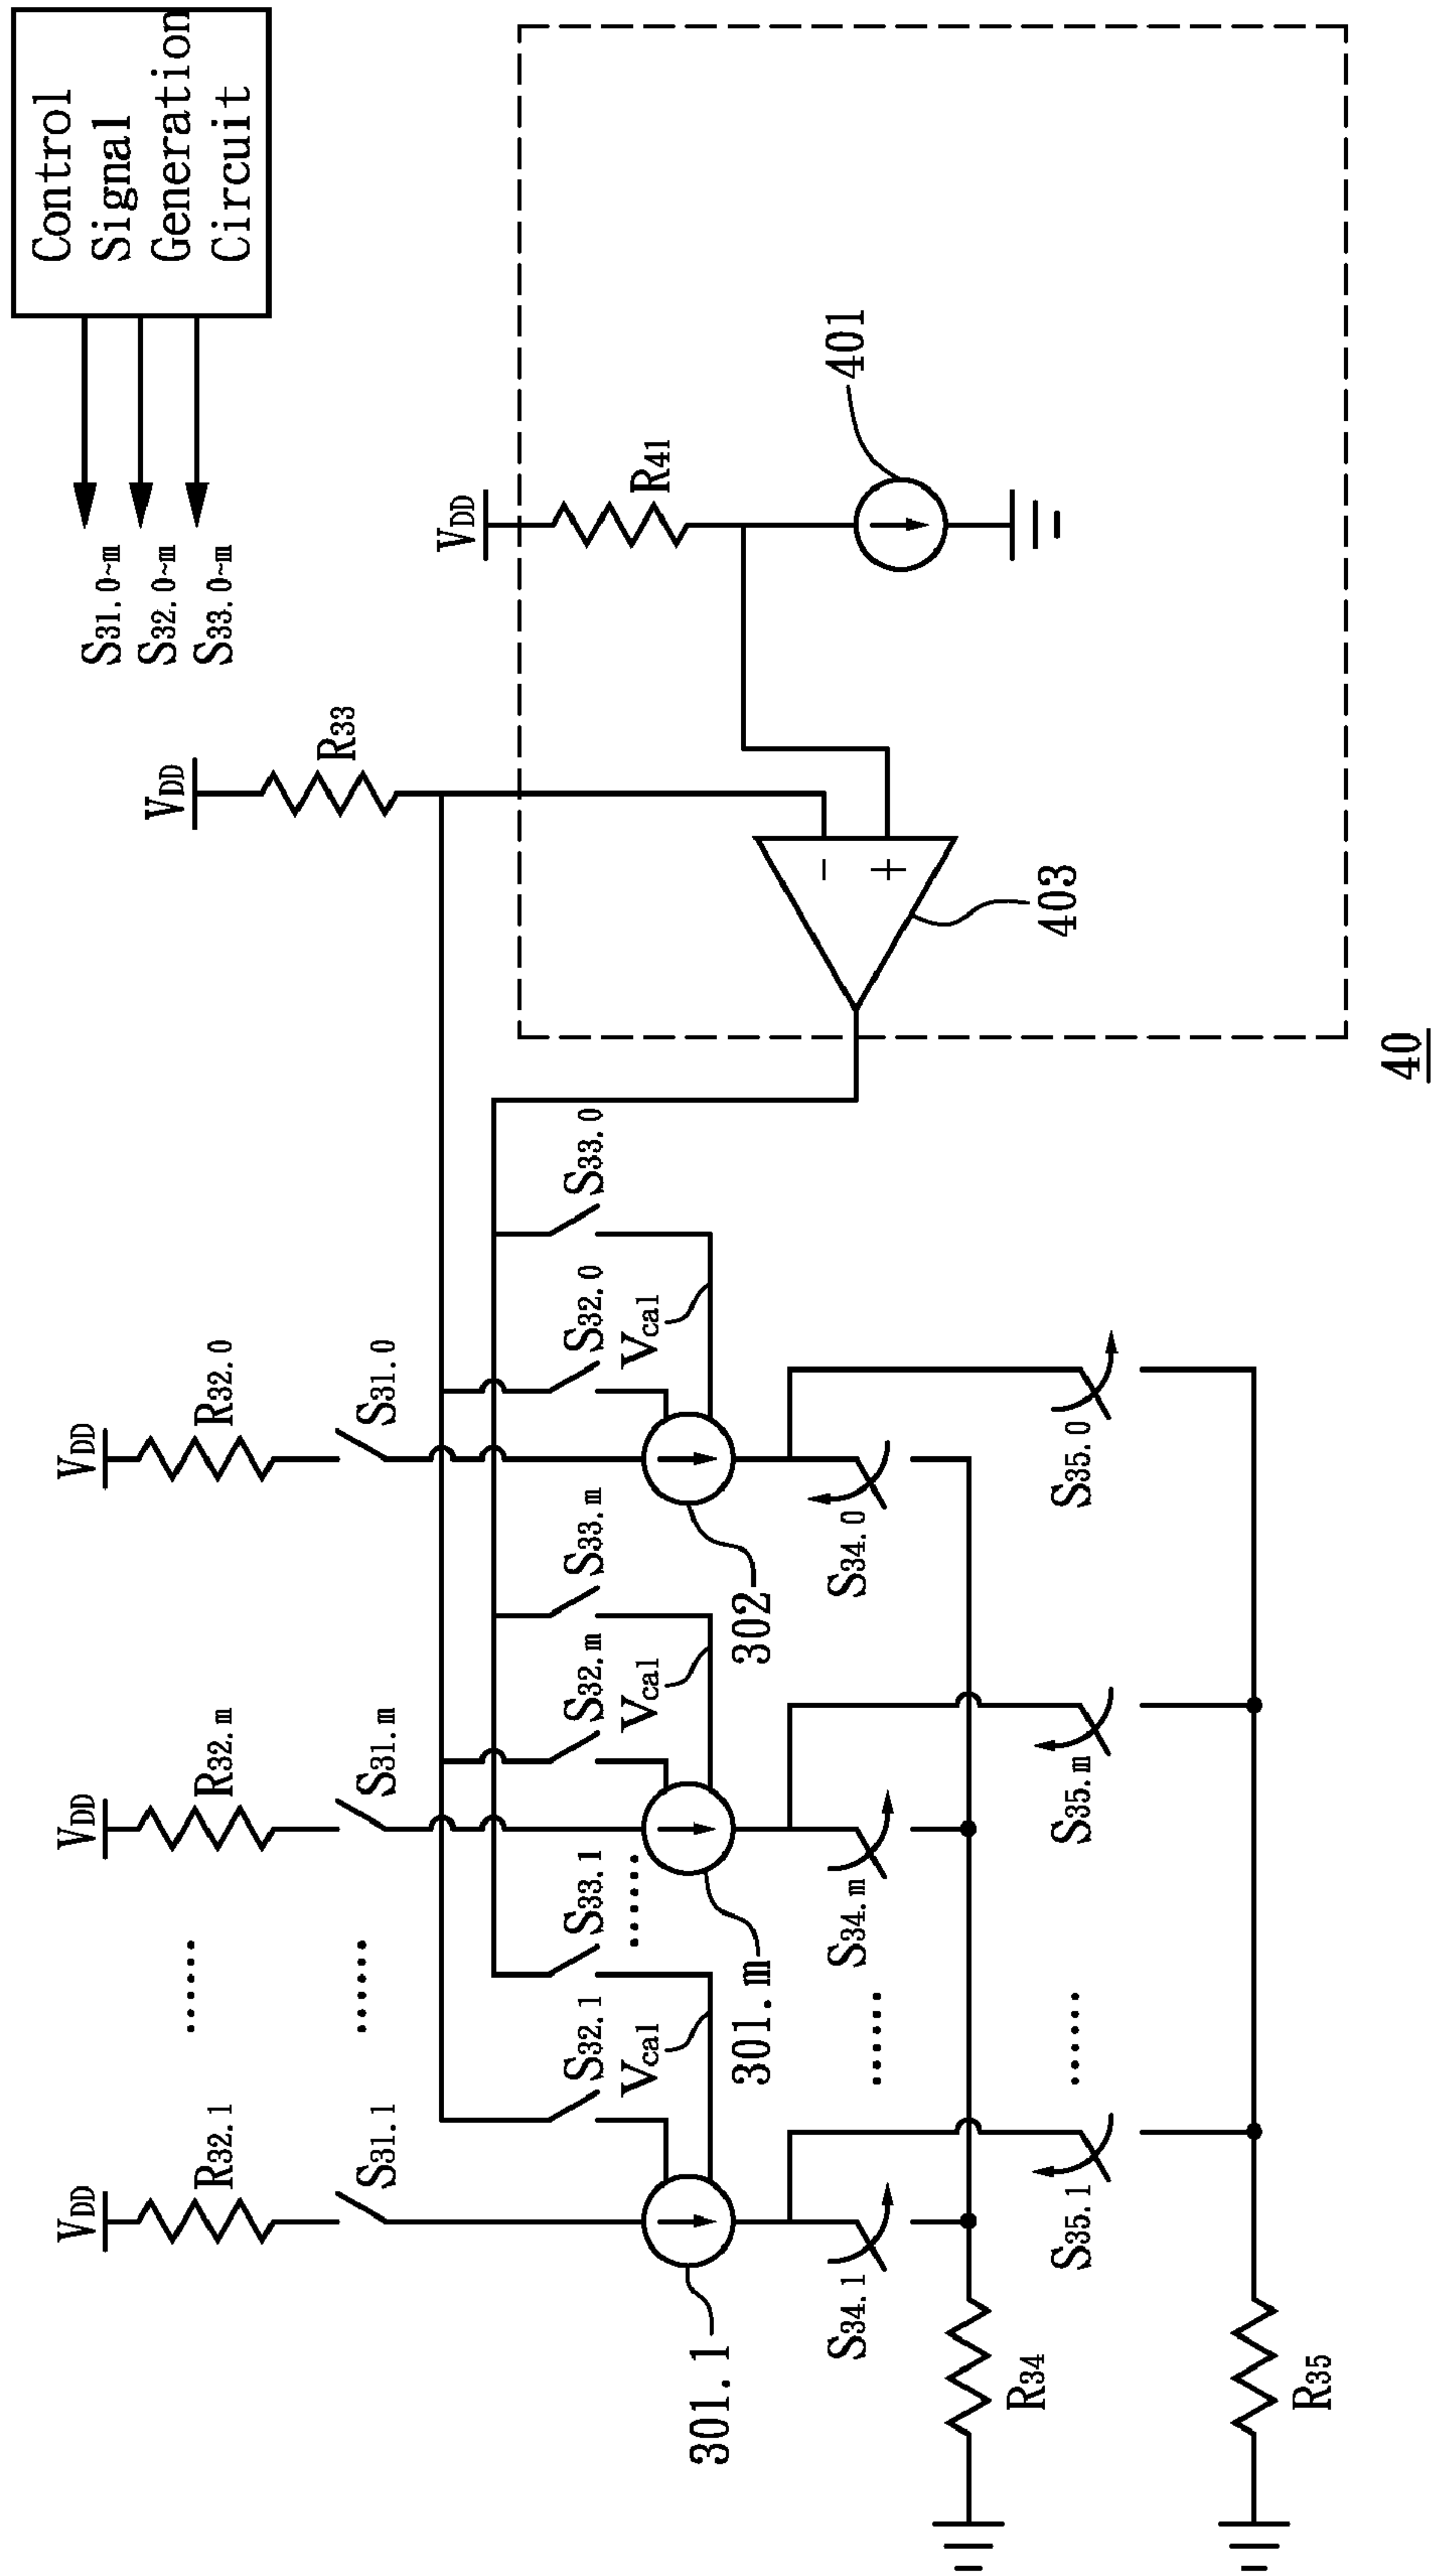 Control
Signal
Generation
Circuit
S31.0~m
S32.0~m
S33.0~m
VDD
R33
VDD
R41
401
403
40
VDD
R32.1
S31.1
VDD
R32.m
S31.m
VDD
R32.0
S31.0
S32.1
S33.1
Vcal
S32.m
S33.m
Vcal
S32.0
S33.0
Vcal
301.1
301.m
302
S34.1
S34.m
S34.0
S35.1
S35.m
S35.0
R34
R35
......
......
......
......
......
-
+